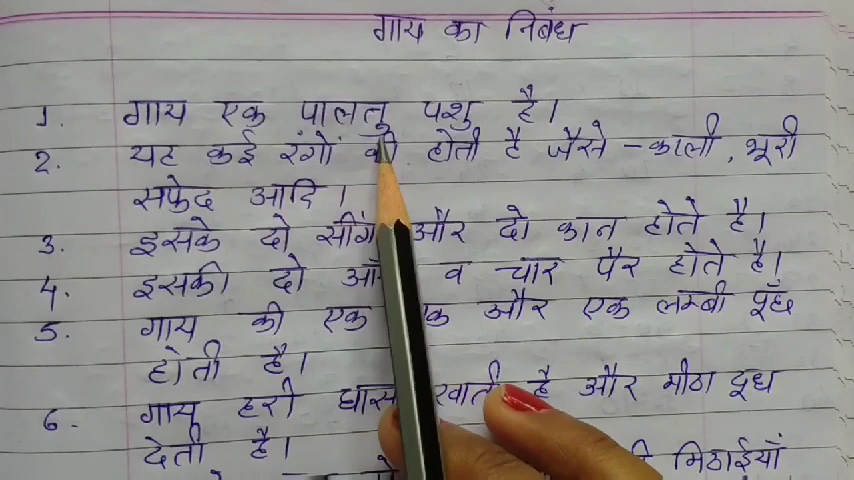 गाय का निबंध
1. गाय एक पालतु पशु है।
2. यह कई रंगों की होती है जैसे - काली, भूरी
सफेद आदि।
3. इसके दो सींग और दो कान होते है।
4. इसकी दो व चार पैर होते है।
5. गाय की एक और एक लम्बी पूँछ
होती है।
6. गाय हरी घास खाती है और मीठा दूध
देती है।
मिठाईयाँ